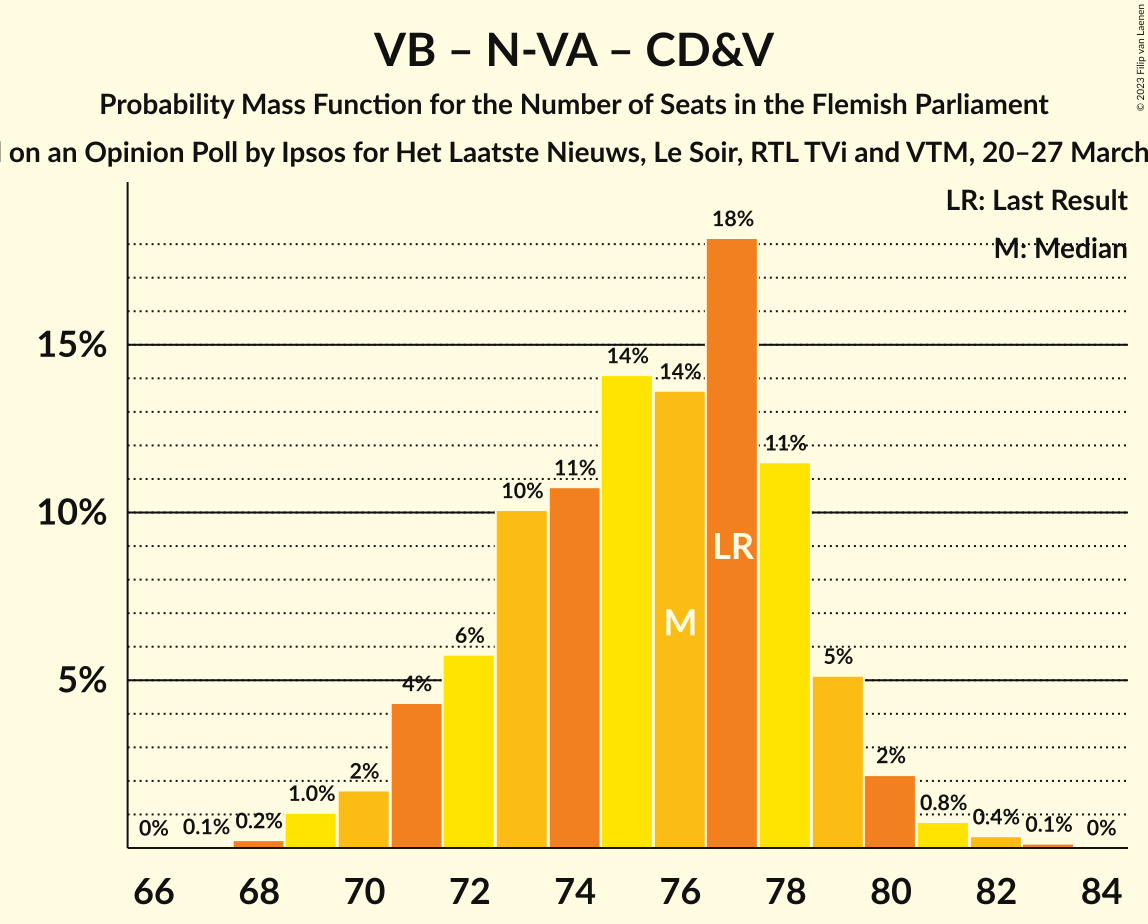 VB – N-VA – CD&V
Probability Mass Function for the Number of Seats in the Flemish Parliament
on an Opinion Poll by Ipsos for Het Laatste Nieuws, Le Soir, RTL TVi and VTM, 20–27 March
© 2023 Filip van Laenen
LR: Last Result
M: Median
18%
15%
14%
14%
11%
11%
10%
10%
LR
M
6%
5%
5%
4%
2%
2%
1.0%
0.8%
0.4%
0.2%
0.1%
0.1%
0%
0%
66 68 70 72 74 76 78 80 82 84